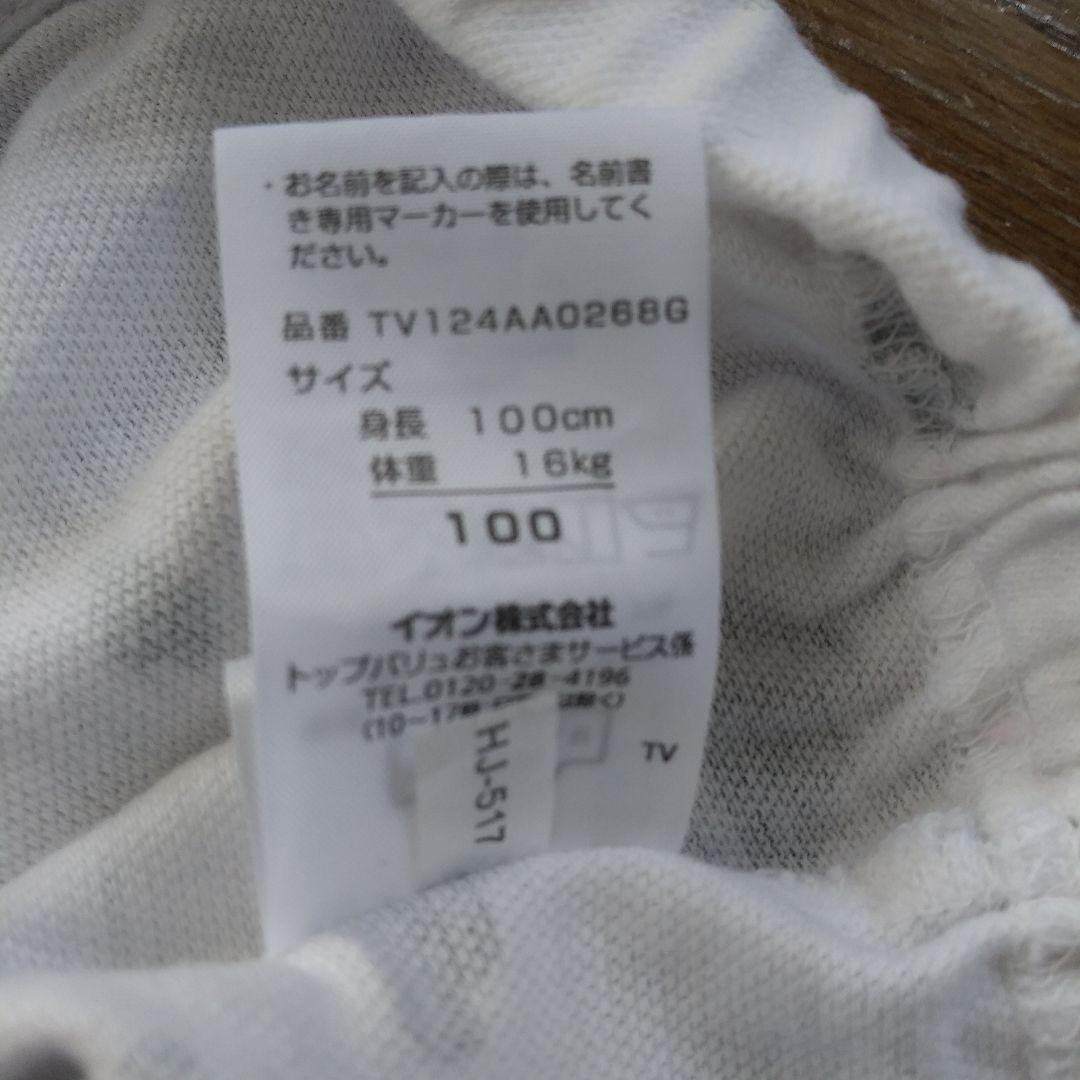 ・お名前を記入の際は、名前書
き専用マーカーを使用してく
ださい。
品番 TV124AA0268G
サイズ
身長 100cm
体重 16kg
100
イオン株式会社
トップバリュお客さまサービス係
TEL.0120-28-4196
(10~17
TV
HJ-517